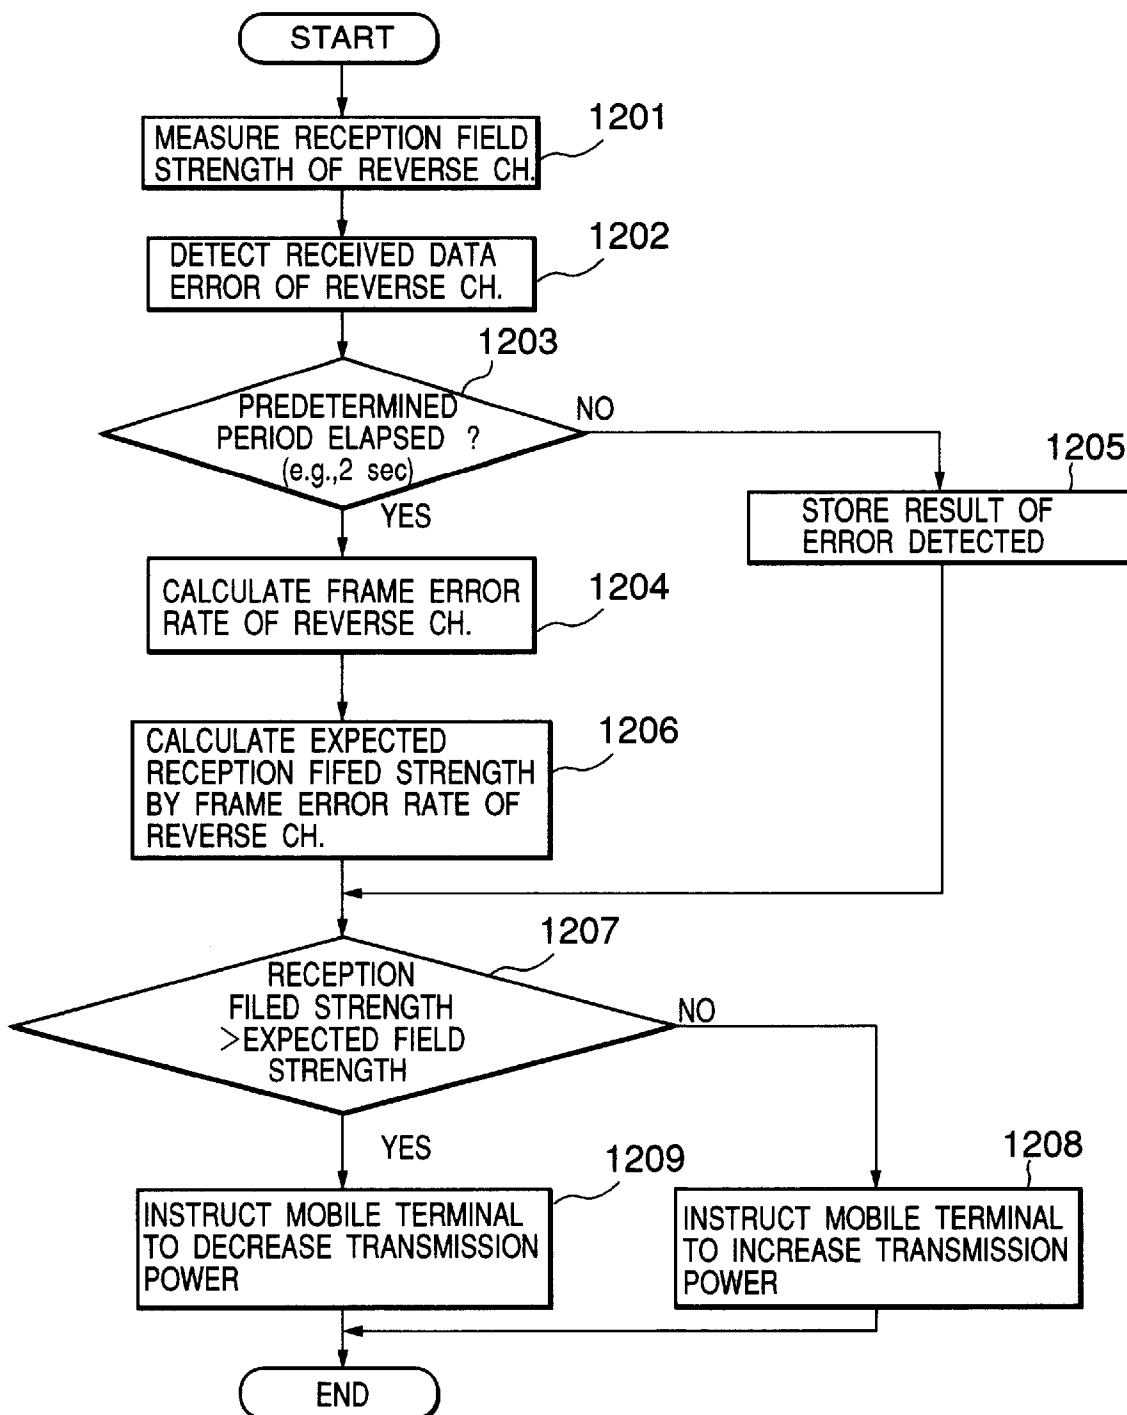 START
1201
MEASURE RECEPTION FIELD
STRENGTH OF REVERSE CH.
1202
DETECT RECEIVED DATA
ERROR OF REVERSE CH.
1203
PREDETERMINED
PERIOD ELAPSED ?
(e.g.,2 sec)
NO
YES
1205
STORE RESULT OF
ERROR DETECTED
1204
CALCULATE FRAME ERROR
RATE OF REVERSE CH.
1206
CALCULATE EXPECTED
RECEPTION FIFED STRENGTH
BY FRAME ERROR RATE OF
REVERSE CH.
1207
RECEPTION
FILED STRENGTH
>EXPECTED FIELD
STRENGTH
NO
YES
1209
INSTRUCT MOBILE TERMINAL
TO DECREASE TRANSMISSION
POWER
1208
INSTRUCT MOBILE TERMINAL
TO INCREASE TRANSMISSION
POWER
END